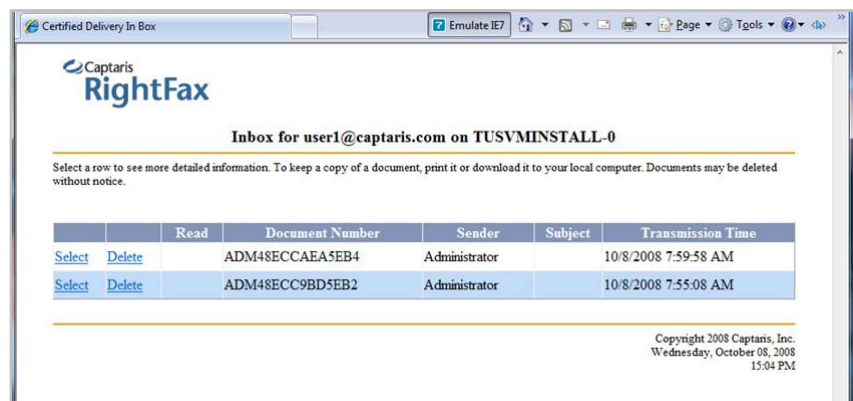 Certified Delivery In Box
7 Emulate IE7 Page Tools
Captaris
RightFax
Inbox for user1@captaris.com on TUSVMINSTALL-0
Select a row to see more detailed information. To keep a copy of a document, print it or download it to your local computer. Documents may be deleted
without notice.
Read Document Number Sender Subject Transmission Time
Select Delete ADM48ECCAEA5EB4 Administrator 10/8/2008 7:59:58 AM
Select Delete ADM48ECC9BD5EB2 Administrator 10/8/2008 7:55:08 AM
Copyright 2008 Captaris, Inc.
Wednesday, October 08, 2008
15:04 PM